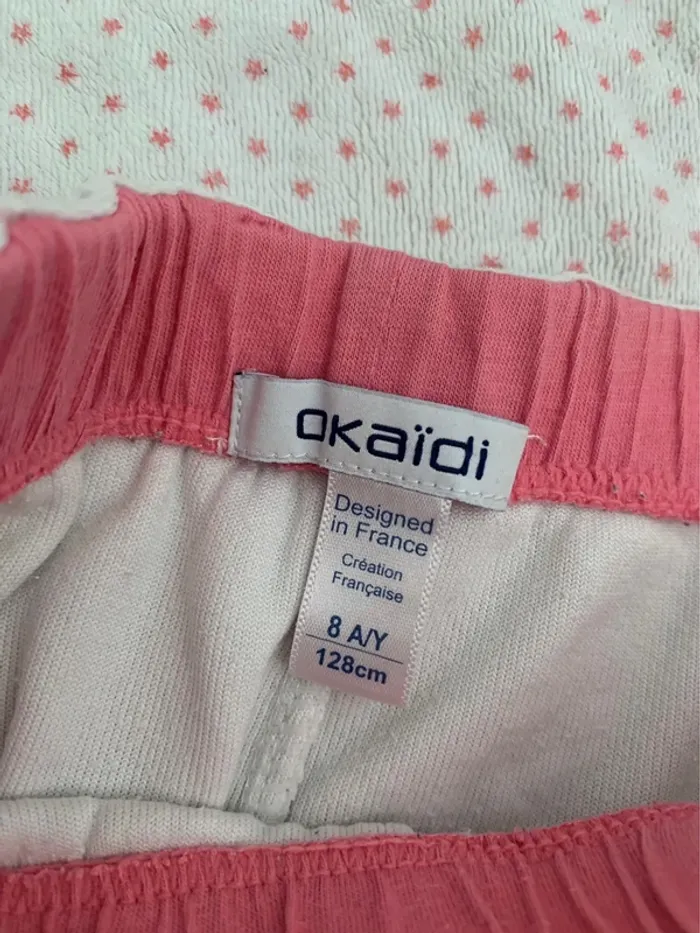 okaïdi
Designed
in France
Création
Française
8 A/Y
128cm